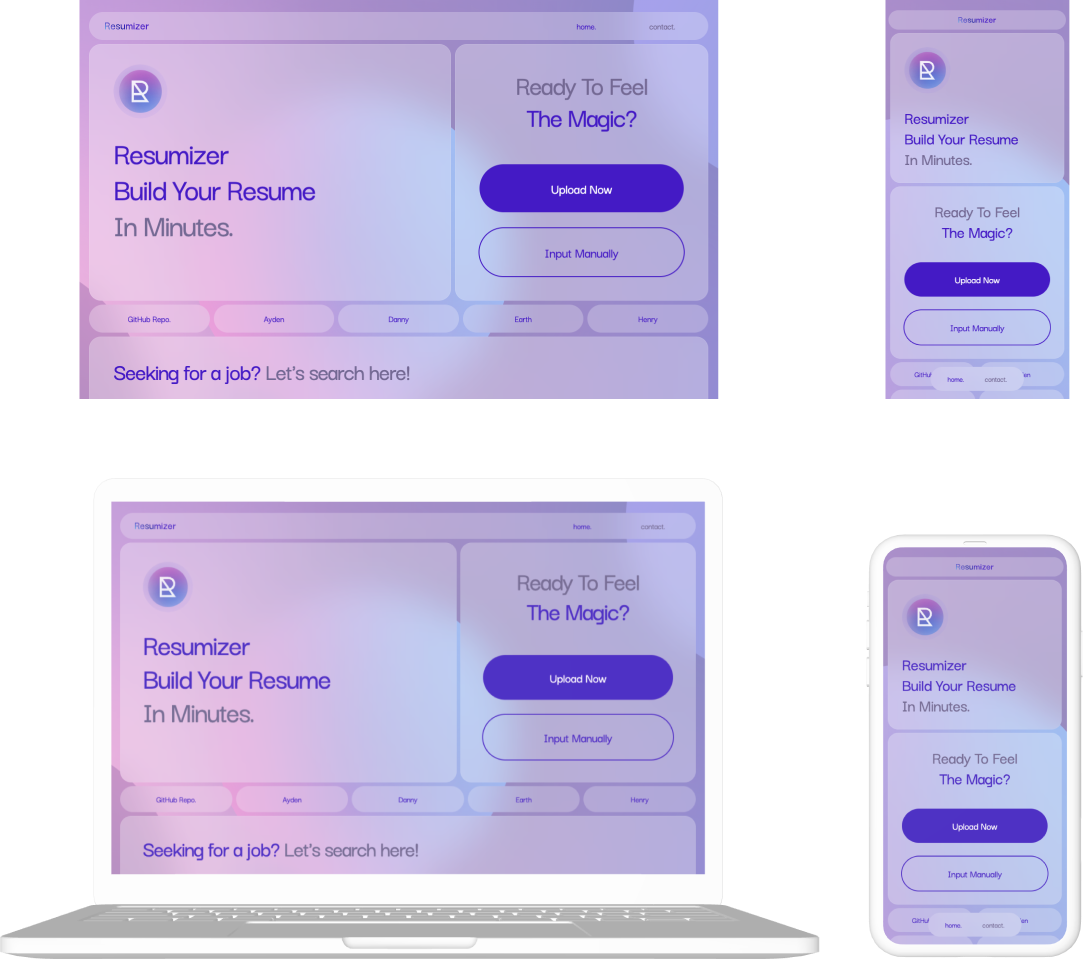 Resumizer
home.
contact.
R
Resumizer
Build Your Resume
In Minutes.
Ready To Feel
The Magic?
Upload Now
Input Manually
GitHub Repo.
Ayden
Danny
Earth
Henry
Seeking for a job? Let's search here!
Resumizer
R
Resumizer
Build Your Resume
In Minutes.
Ready To Feel
The Magic?
Upload Now
Input Manually
home.
contact.
Resumizer
home.
contact.
R
Resumizer
Build Your Resume
In Minutes.
Ready To Feel
The Magic?
Upload Now
Input Manually
GitHub Repo.
Ayden
Danny
Earth
Henry
Seeking for a job? Let's search here!
Resumizer
R
Resumizer
Build Your Resume
In Minutes.
Ready To Feel
The Magic?
Upload Now
Input Manually
home.
contact.